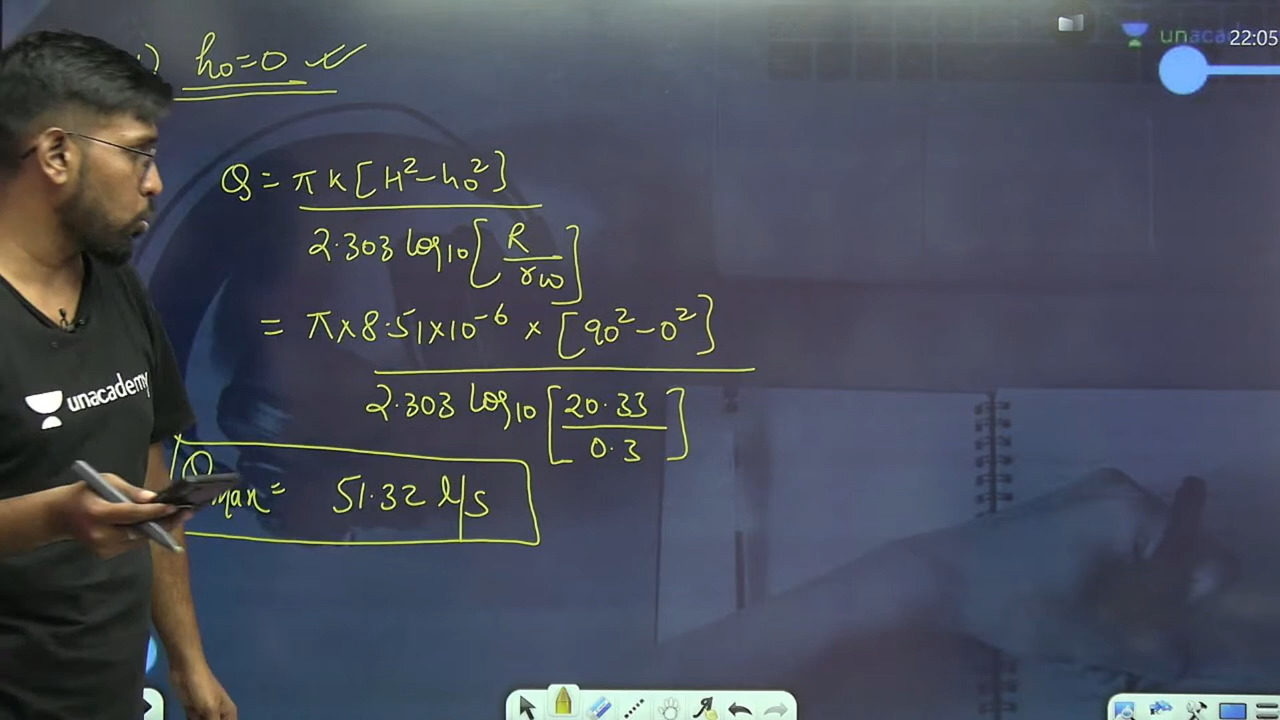 ) h₀=0 ✓
unaca
22:05
Q = πK[H²-h₀²]
2.303 log₁₀[R/rw]
= π×8.51×10⁻⁶ × [90²-0²]
2.303 log₁₀[20.33/0.3]
unacademy
Qmax = 51.32 l/s